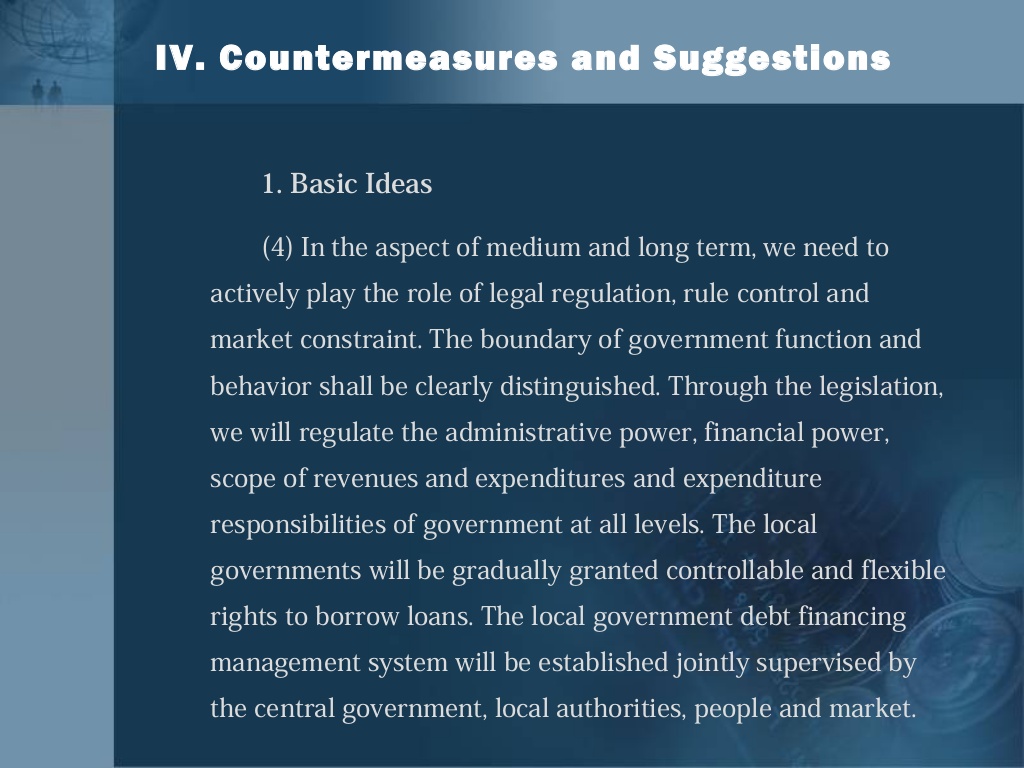 IV. Countermeasures and Suggestions
1. Basic Ideas
(4) In the aspect of medium and long term, we need to
actively play the role of legal regulation, rule control and
market constraint. The boundary of government function and
behavior shall be clearly distinguished. Through the legislation,
we will regulate the administrative power, financial power,
scope of revenues and expenditures and expenditure
responsibilities of government at all levels. The local
governments will be gradually granted controllable and flexible
rights to borrow loans. The local government debt financing
management system will be established jointly supervised by
the central government, local authorities, people and market.